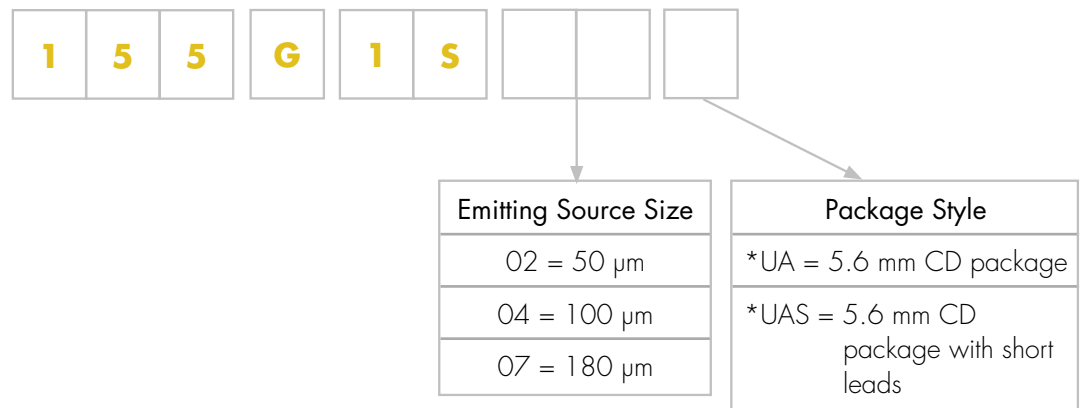 1 5 5 G 1 S
Emitting Source Size
02 = 50 µm
04 = 100 µm
07 = 180 µm
Package Style
*UA = 5.6 mm CD package
*UAS = 5.6 mm CD
package with short
leads